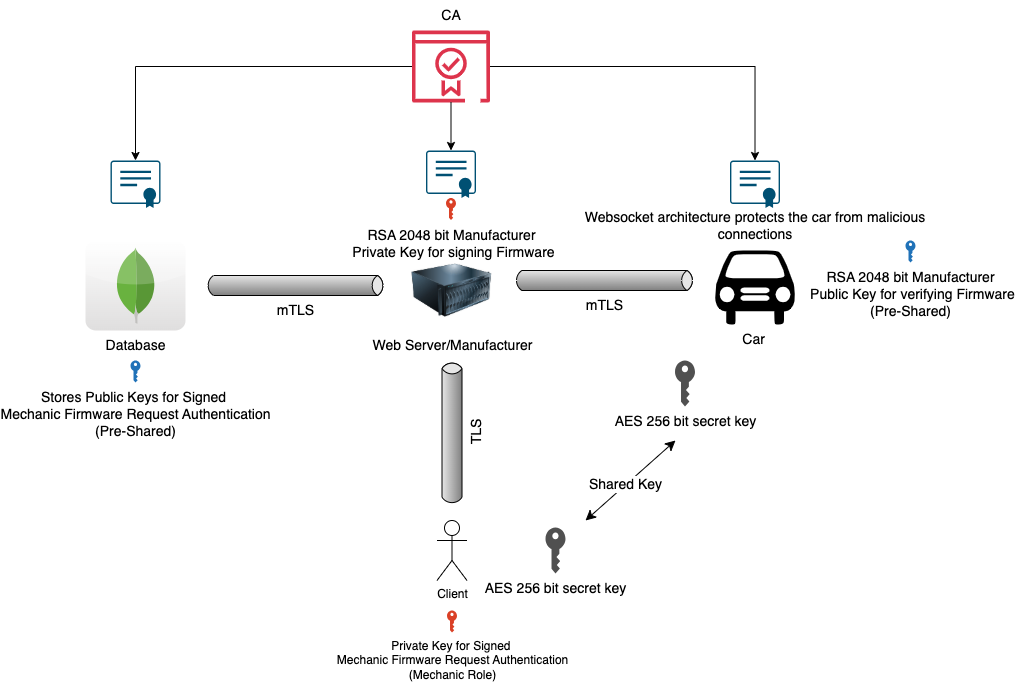 CA
RSA 2048 bit Manufacturer
Private Key for signing Firmware
Websocket architecture protects the car from malicious
connections
RSA 2048 bit Manufacturer
Public Key for verifying Firmware
(Pre-Shared)
mTLS
mTLS
Database
Web Server/Manufacturer
Car
Stores Public Keys for Signed
Mechanic Firmware Request Authentication
(Pre-Shared)
TLS
AES 256 bit secret key
Shared Key
Client
AES 256 bit secret key
Private Key for Signed
Mechanic Firmware Request Authentication
(Mechanic Role)